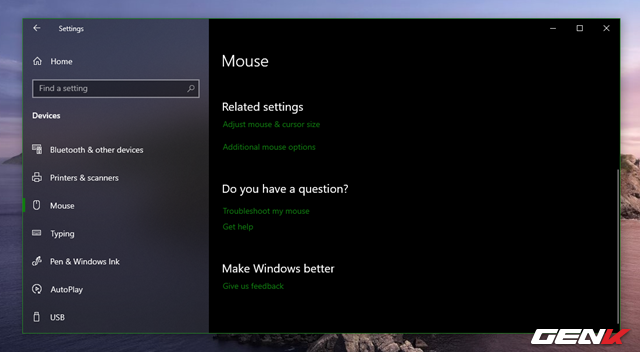 Settings
Home
Find a setting
Devices
Bluetooth & other devices
Printers & scanners
Mouse
Typing
Pen & Windows Ink
AutoPlay
USB
Mouse
Related settings
Adjust mouse & cursor size
Additional mouse options
Do you have a question?
Troubleshoot my mouse
Get help
Make Windows better
Give us feedback
GENK